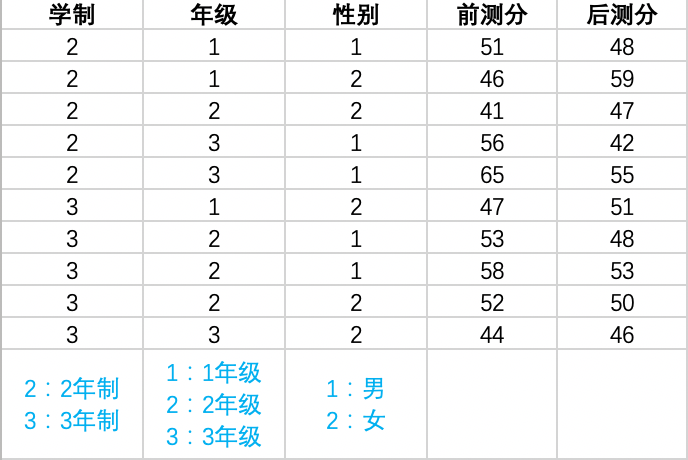 学制 年级 性别 前测分 后测分
2 1 1 51 48
2 1 2 46 59
2 2 2 41 47
2 3 1 56 42
2 3 1 65 55
3 1 2 47 51
3 2 1 53 48
3 2 1 58 53
3 2 2 52 50
3 3 2 44 46
2：2年制
3：3年制
1：1年级
2：2年级
3：3年级
1：男
2：女